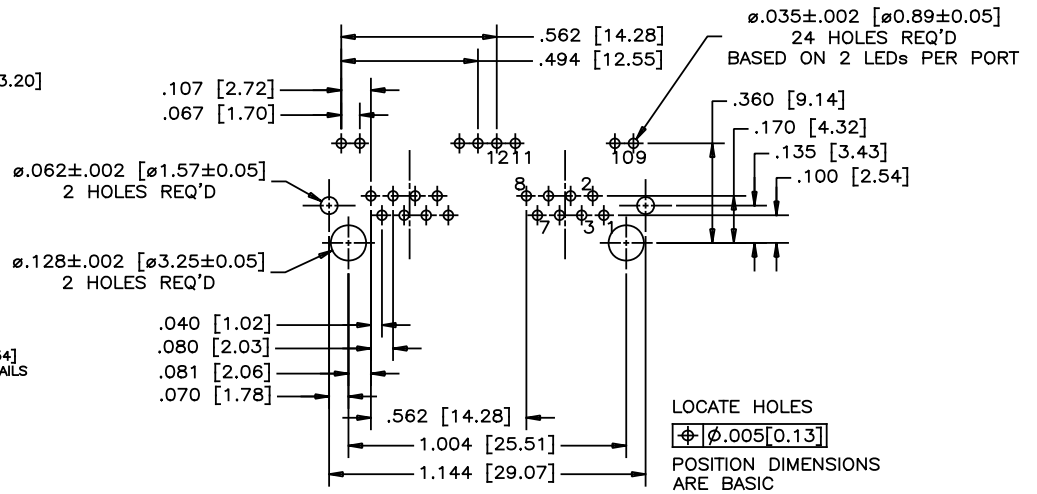 ø.035±.002 [ø0.89±0.05]
24 HOLES REQ'D
BASED ON 2 LEDs PER PORT
.562 [14.28]
.494 [12.55]
3.20]
.107 [2.72]
.067 [1.70]
.360 [9.14]
.170 [4.32]
.135 [3.43]
.100 [2.54]
1211
109
ø.062±.002 [ø1.57±0.05]
2 HOLES REQ'D
8
2
7
3
1
ø.128±.002 [ø3.25±0.05]
2 HOLES REQ'D
.040 [1.02]
.080 [2.03]
.081 [2.06]
.070 [1.78]
4]
AILS
.562 [14.28]
1.004 [25.51]
1.144 [29.07]
LOCATE HOLES
⌖ Ø.005[0.13]
POSITION DIMENSIONS
ARE BASIC